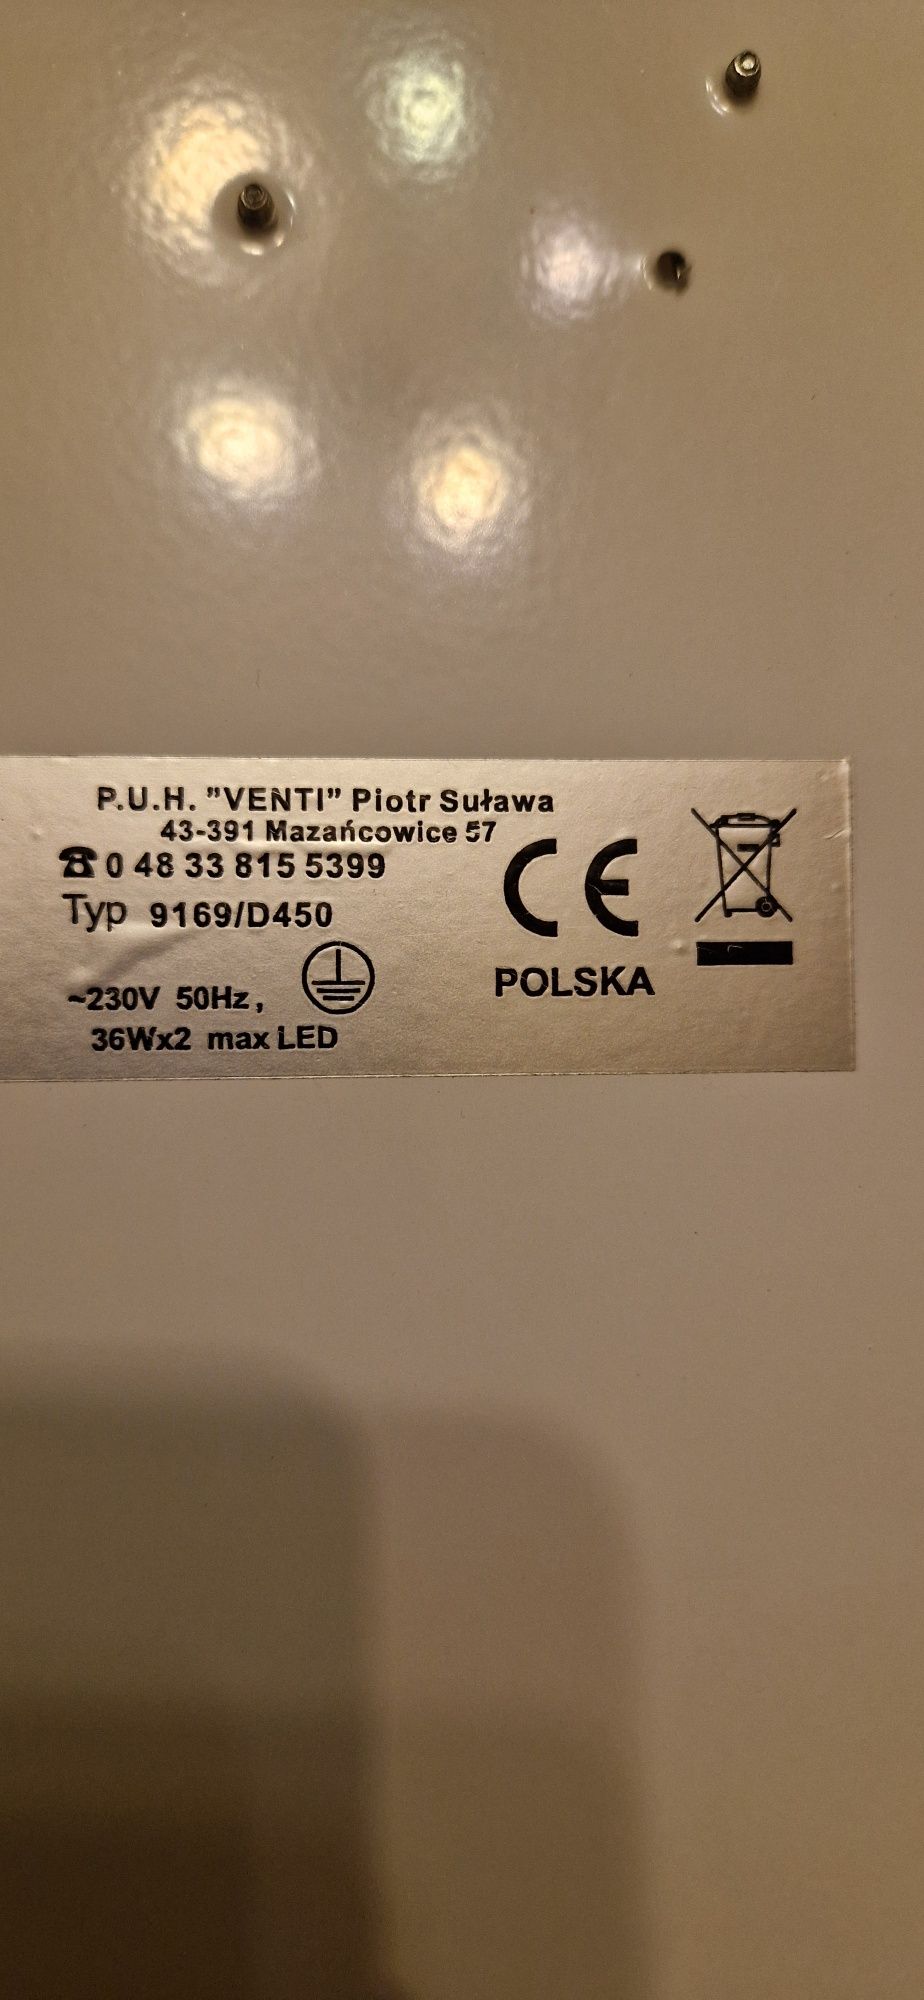 P.U.H. "VENTI" Piotr Suława
43-391 Mazańcowice 57
☎ 0 48 33 815 5399
Typ 9169/D450
CE
~230V 50Hz,
POLSKA
36Wx2 max LED